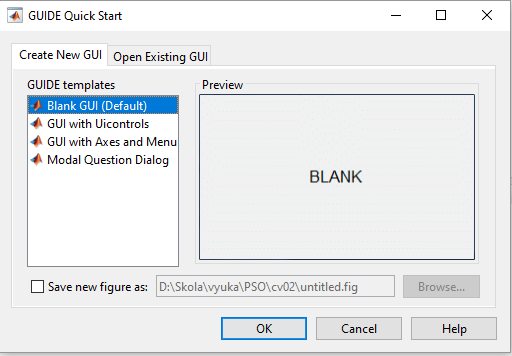 GUIDE Quick Start
Create New GUI
Open Existing GUI
GUIDE templates
Blank GUI (Default)
GUI with Uicontrols
GUI with Axes and Menu
Modal Question Dialog
Preview
BLANK
Save new figure as:
D:\Skola\vyuka\PSO\cv02\untitled.fig
Browse...
OK
Cancel
Help